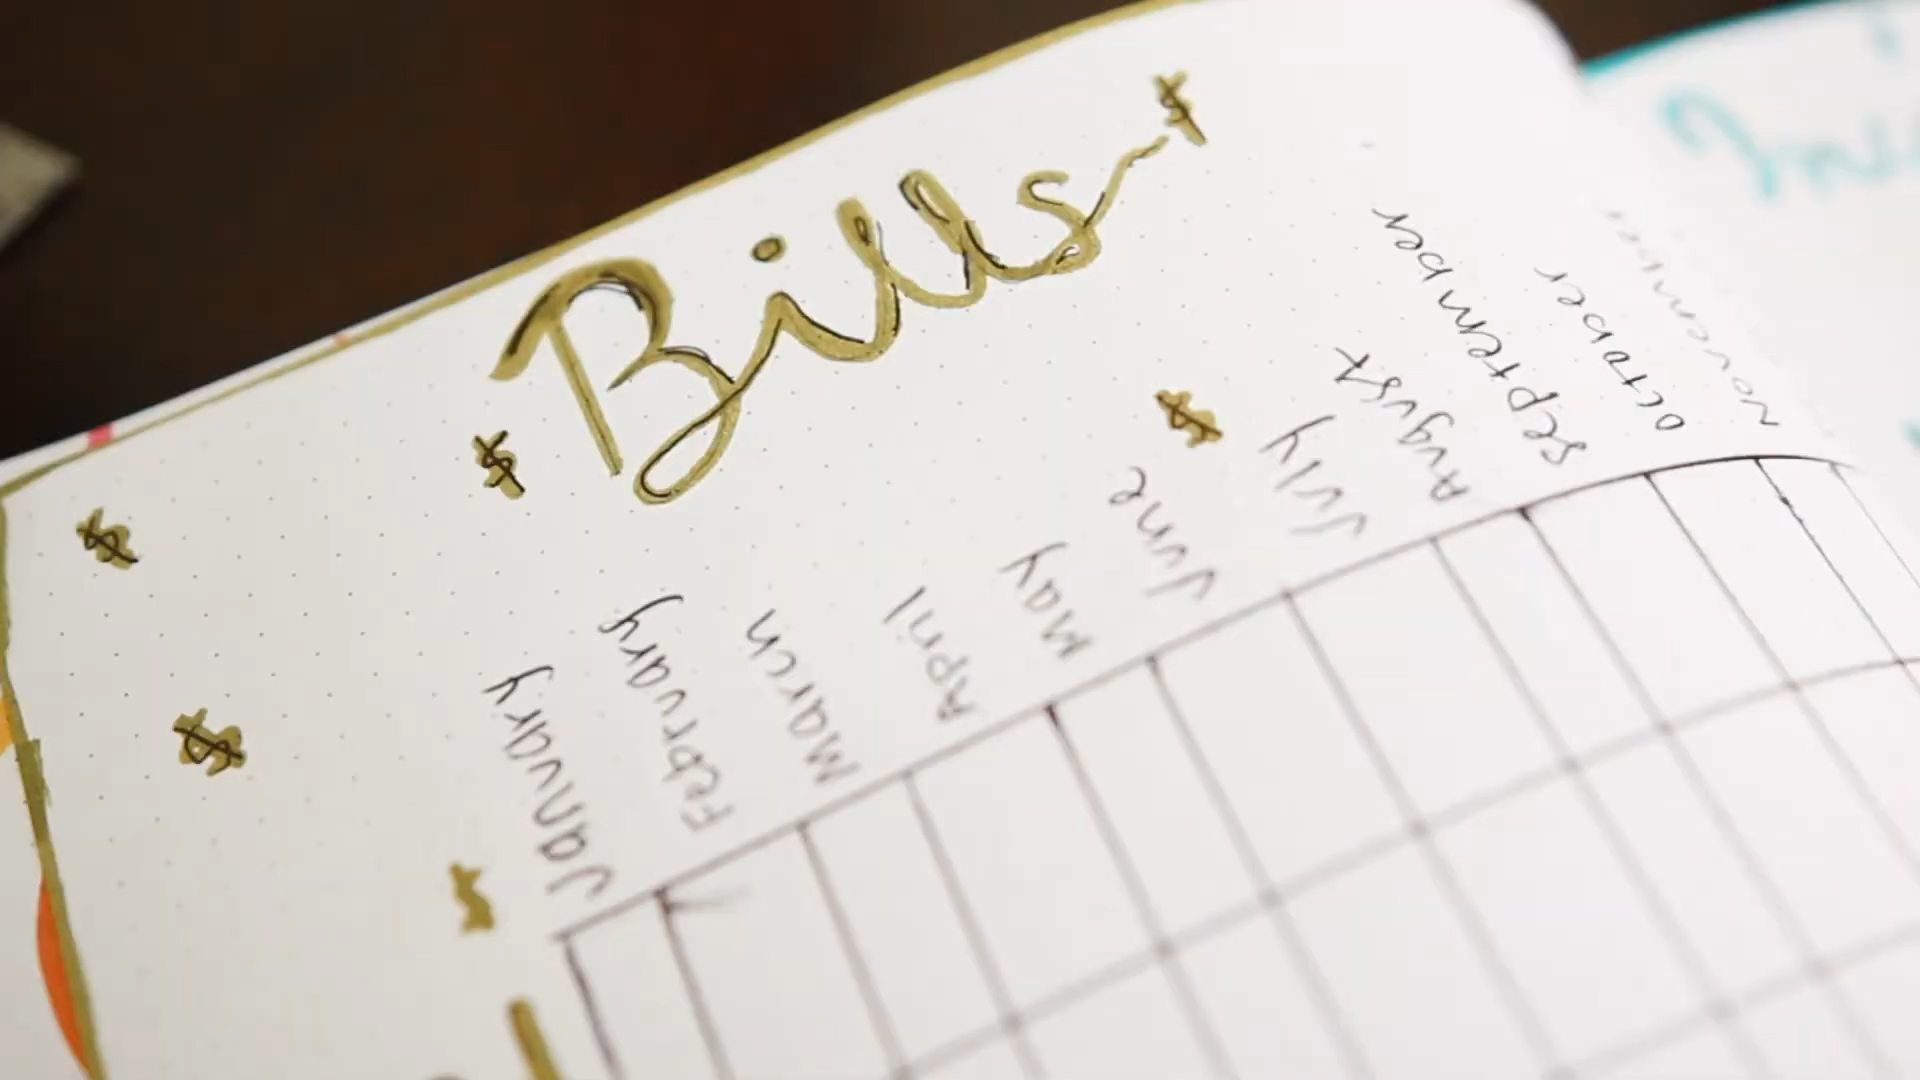 Bills
$
$
$
$
$
January
February
March
April
May
June
July
August
September
October
November